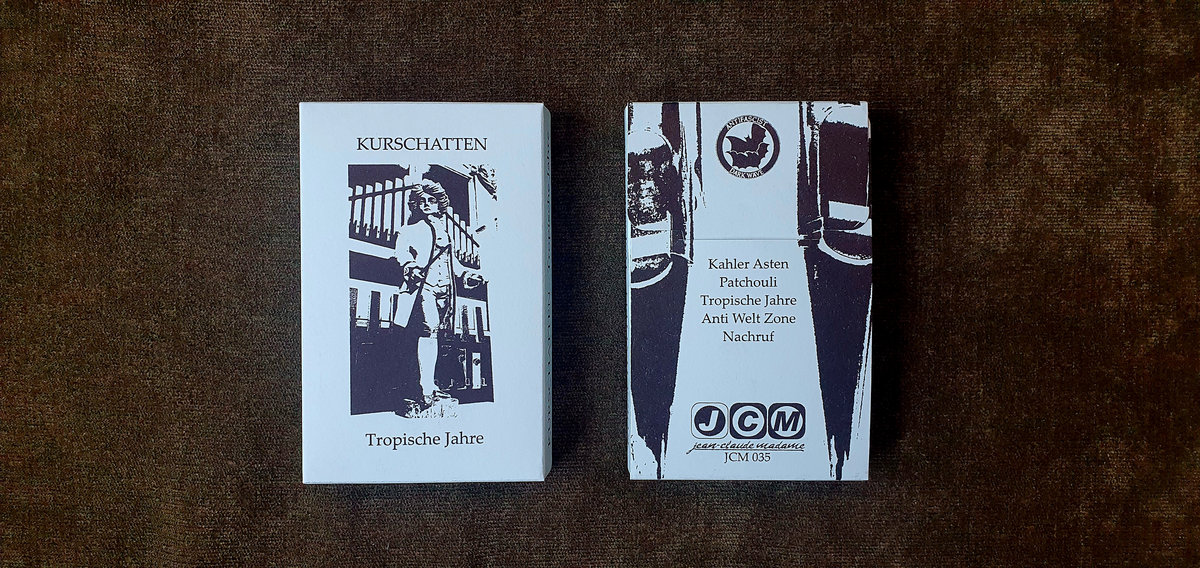 KURSCHATTEN
Tropische Jahre
ANTIFASCIST
DARK WAVE
Kahler Asten
Patchouli
Tropische Jahre
Anti Welt Zone
Nachruf
JCM
jean-claude madame
JCM 035